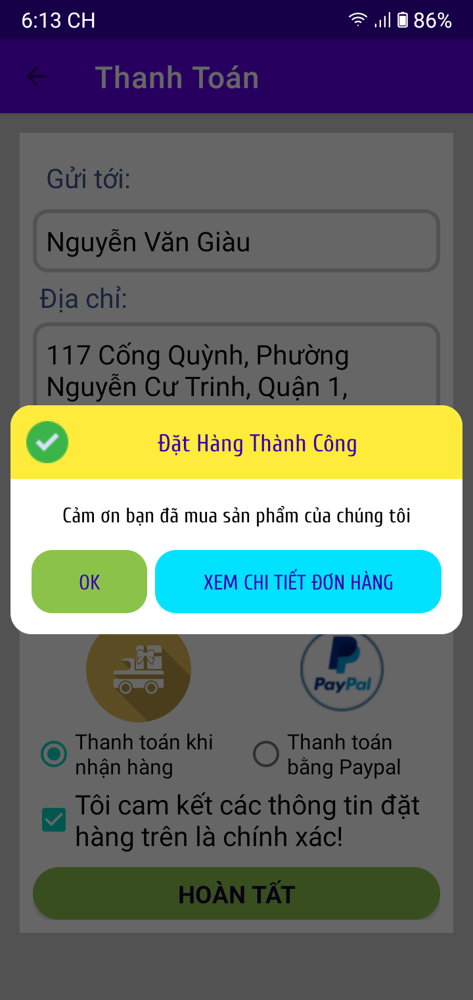 6:13 CH 86%
Thanh Toán
Gửi tới:
Nguyễn Văn Giàu
Địa chỉ:
117 Cống Quỳnh, Phường
Nguyễn Cư Trinh, Quận 1,
Đặt Hàng Thành Công
Cảm ơn bạn đã mua sản phẩm của chúng tôi
OK XEM CHI TIẾT ĐƠN HÀNG
PayPal
Thanh toán khi
nhận hàng
Thanh toán
bằng Paypal
Tôi cam kết các thông tin đặt
hàng trên là chính xác!
HOÀN TẤT